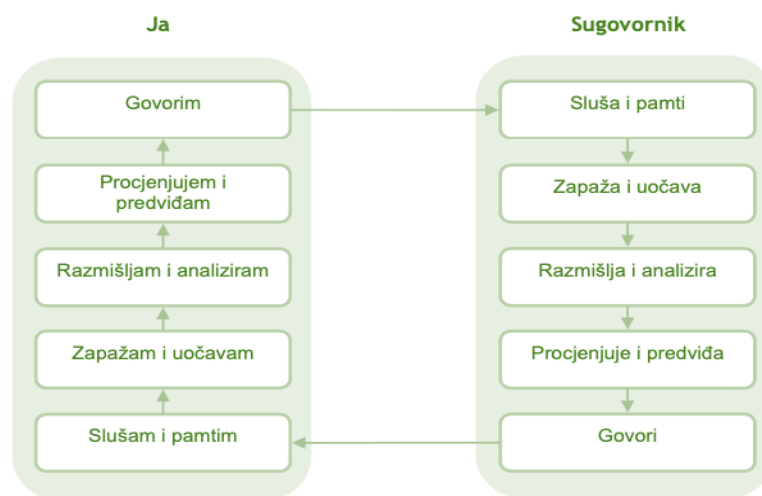 Ja
Govorim
Procjenjujem i
predviđam
Razmišljam i analiziram
Zapažam i uočavam
Slušam i pamtim
Sugovornik
Sluša i pamti
Zapaža i uočava
Razmišlja i analizira
Procjenjuje i predviđa
Govori